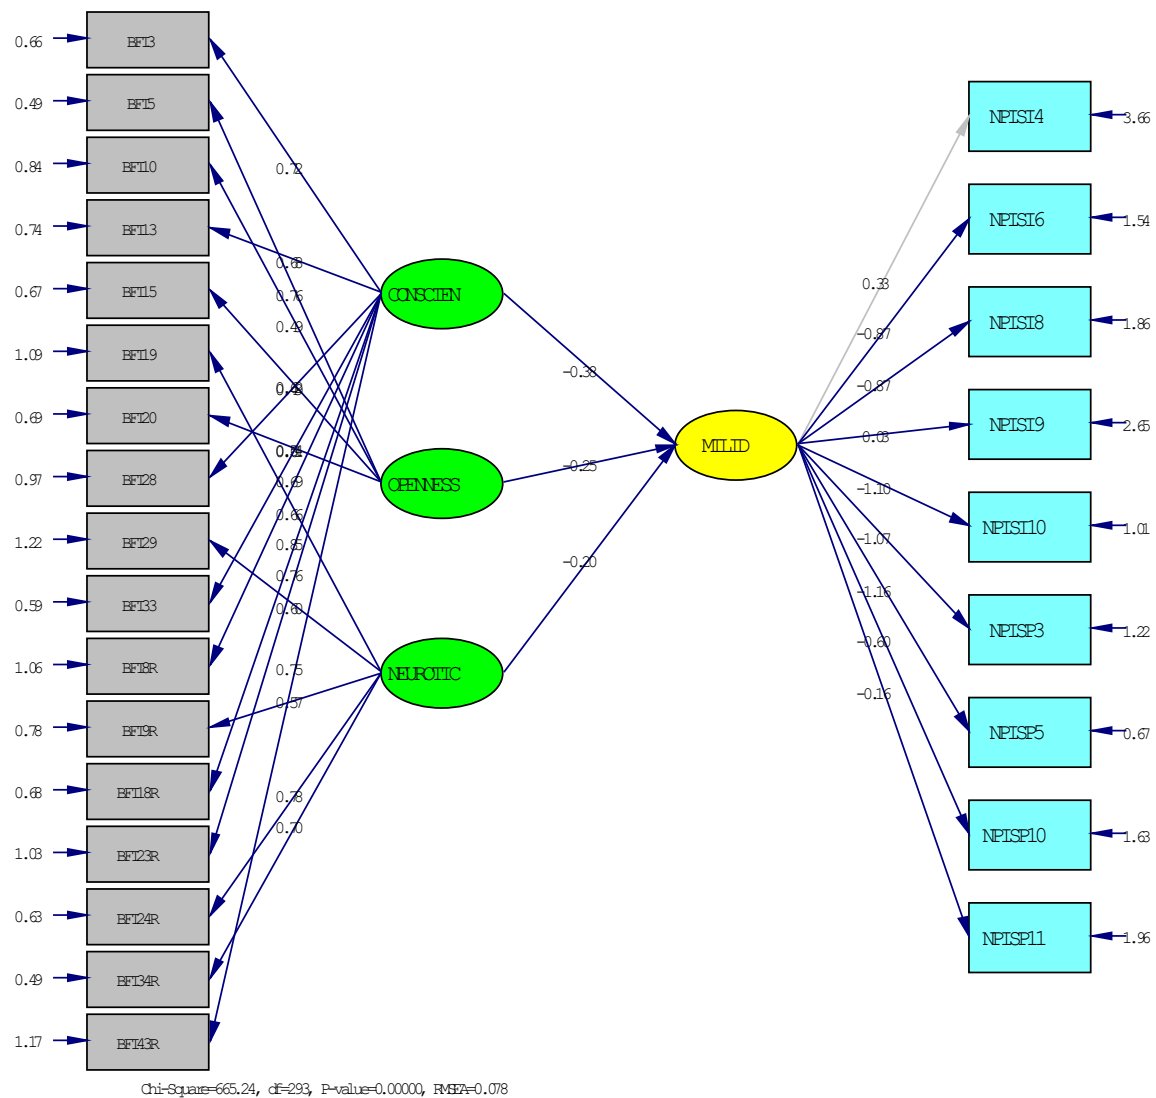 0.66 BFI3
0.49 BFI5
0.84 BFI10
0.74 BFI13
0.67 BFI15
1.09 BFI19
0.69 BFI20
0.97 BFI28
1.22 BFI29
0.59 BFI33
1.06 BFI8R
0.78 BFI9R
0.68 BFI18R
1.03 BFI23R
0.63 BFI24R
0.49 BFI34R
1.17 BFI43R
0.72
0.76
0.49
0.69
0.66
0.85
0.76
0.60
0.75
0.57
0.78
0.70
CONSCIEN
OPENNESS
NEUROTIC
-0.38
-0.25
-0.20
MILID
0.33
-0.87
-0.87
0.03
-1.10
-1.07
-1.16
-0.60
-0.16
NPISI4 3.66
NPISI6 1.54
NPISI8 1.86
NPISI9 2.65
NPISI10 1.01
NPISP3 1.22
NPISP5 0.67
NPISP10 1.63
NPISP11 1.96
Chi-Square=665.24, df=293, P-value=0.00000, RMSEA=0.078